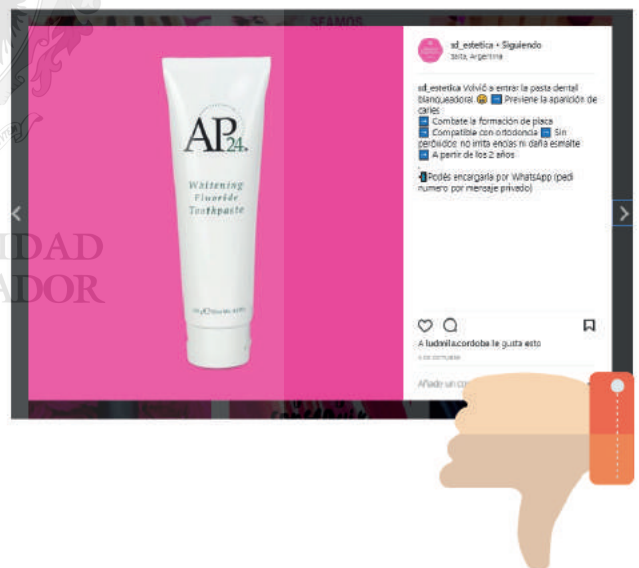 SEAMOS
sd_estetica • Siguiendo
Salta, Argentina
sd_estetica Volvió a entrar la pasta dental
blanqueadora! 😀 ➡ Previene la aparición de
caries
➡ Combate la formación de placa
➡ Compatible con ortodoncia ➡ Sin
peróxidos: no irrita encías ni daña esmalte
➡ A partir de los 2 años
.
📲Podés encargarla por WhatsApp (pedí
numero por mensaje privado)
AP24.
Whitening
Fluoride
Toothpaste
IDAD
ADOR
A ludmila.cordoba le gusta esto
Añade un co